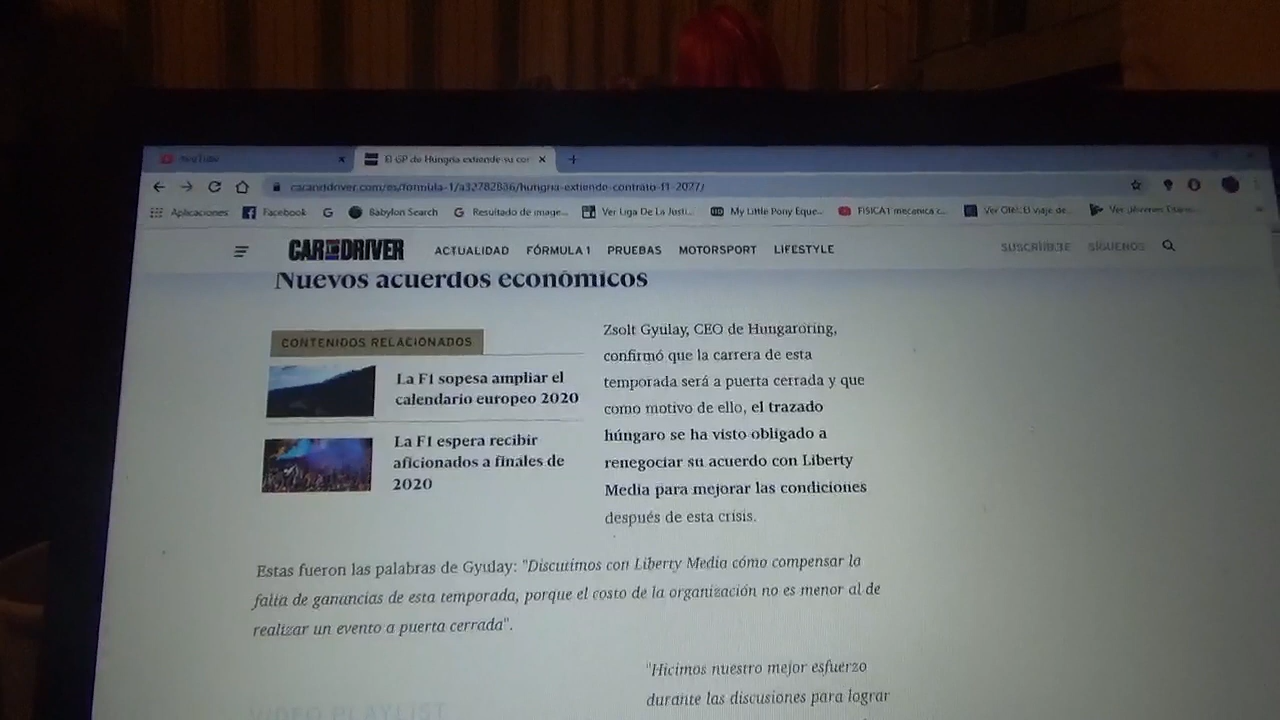 YouTube
El GP de Hungría extiende su cor
caranddriver.com/es/formula-1/a32782836/hungria-extiende-contrato-f1-2027/
Aplicaciones Facebook G Babylon Search Resultado de image... Ver Liga De La Justi... My Little Pony Eque... FISICA1 mecanica c... Ver
CAR AND DRIVER ACTUALIDAD FÓRMULA 1 PRUEBAS MOTORSPORT LIFESTYLE SUSCRÍBETE SÍGUENOS
Nuevos acuerdos económicos
CONTENIDOS RELACIONADOS
La F1 sopesa ampliar el
calendario europeo 2020
La F1 espera recibir
aficionados a finales de
2020
Zsolt Gyulay, CEO de Hungaroring,
confirmó que la carrera de esta
temporada será a puerta cerrada y que
como motivo de ello, el trazado
húngaro se ha visto obligado a
renegociar su acuerdo con Liberty
Media para mejorar las condiciones
después de esta crisis.
Estas fueron las palabras de Gyulay: "Discutimos con Liberty Media cómo compensar la
falta de ganancias de esta temporada, porque el costo de la organización no es menor al de
realizar un evento a puerta cerrada".
"Hicimos nuestro mejor esfuerzo
durante las discusiones para lograr
VIDEO PLAYLIST